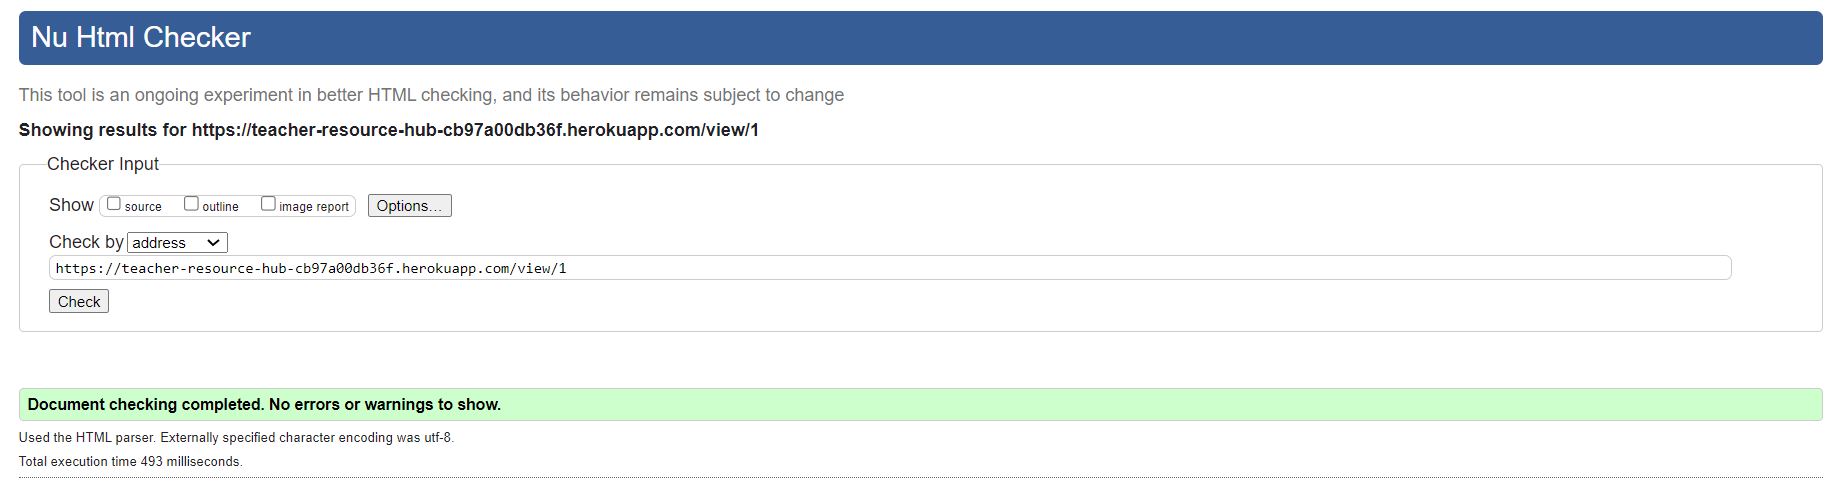 Nu Html Checker
This tool is an ongoing experiment in better HTML checking, and its behavior remains subject to change
Showing results for https://teacher-resource-hub-cb97a00db36f.herokuapp.com/view/1
Checker Input
Show source outline image report Options...
Check by address
https://teacher-resource-hub-cb97a00db36f.herokuapp.com/view/1
Check
Document checking completed. No errors or warnings to show.
Used the HTML parser. Externally specified character encoding was utf-8.
Total execution time 493 milliseconds.